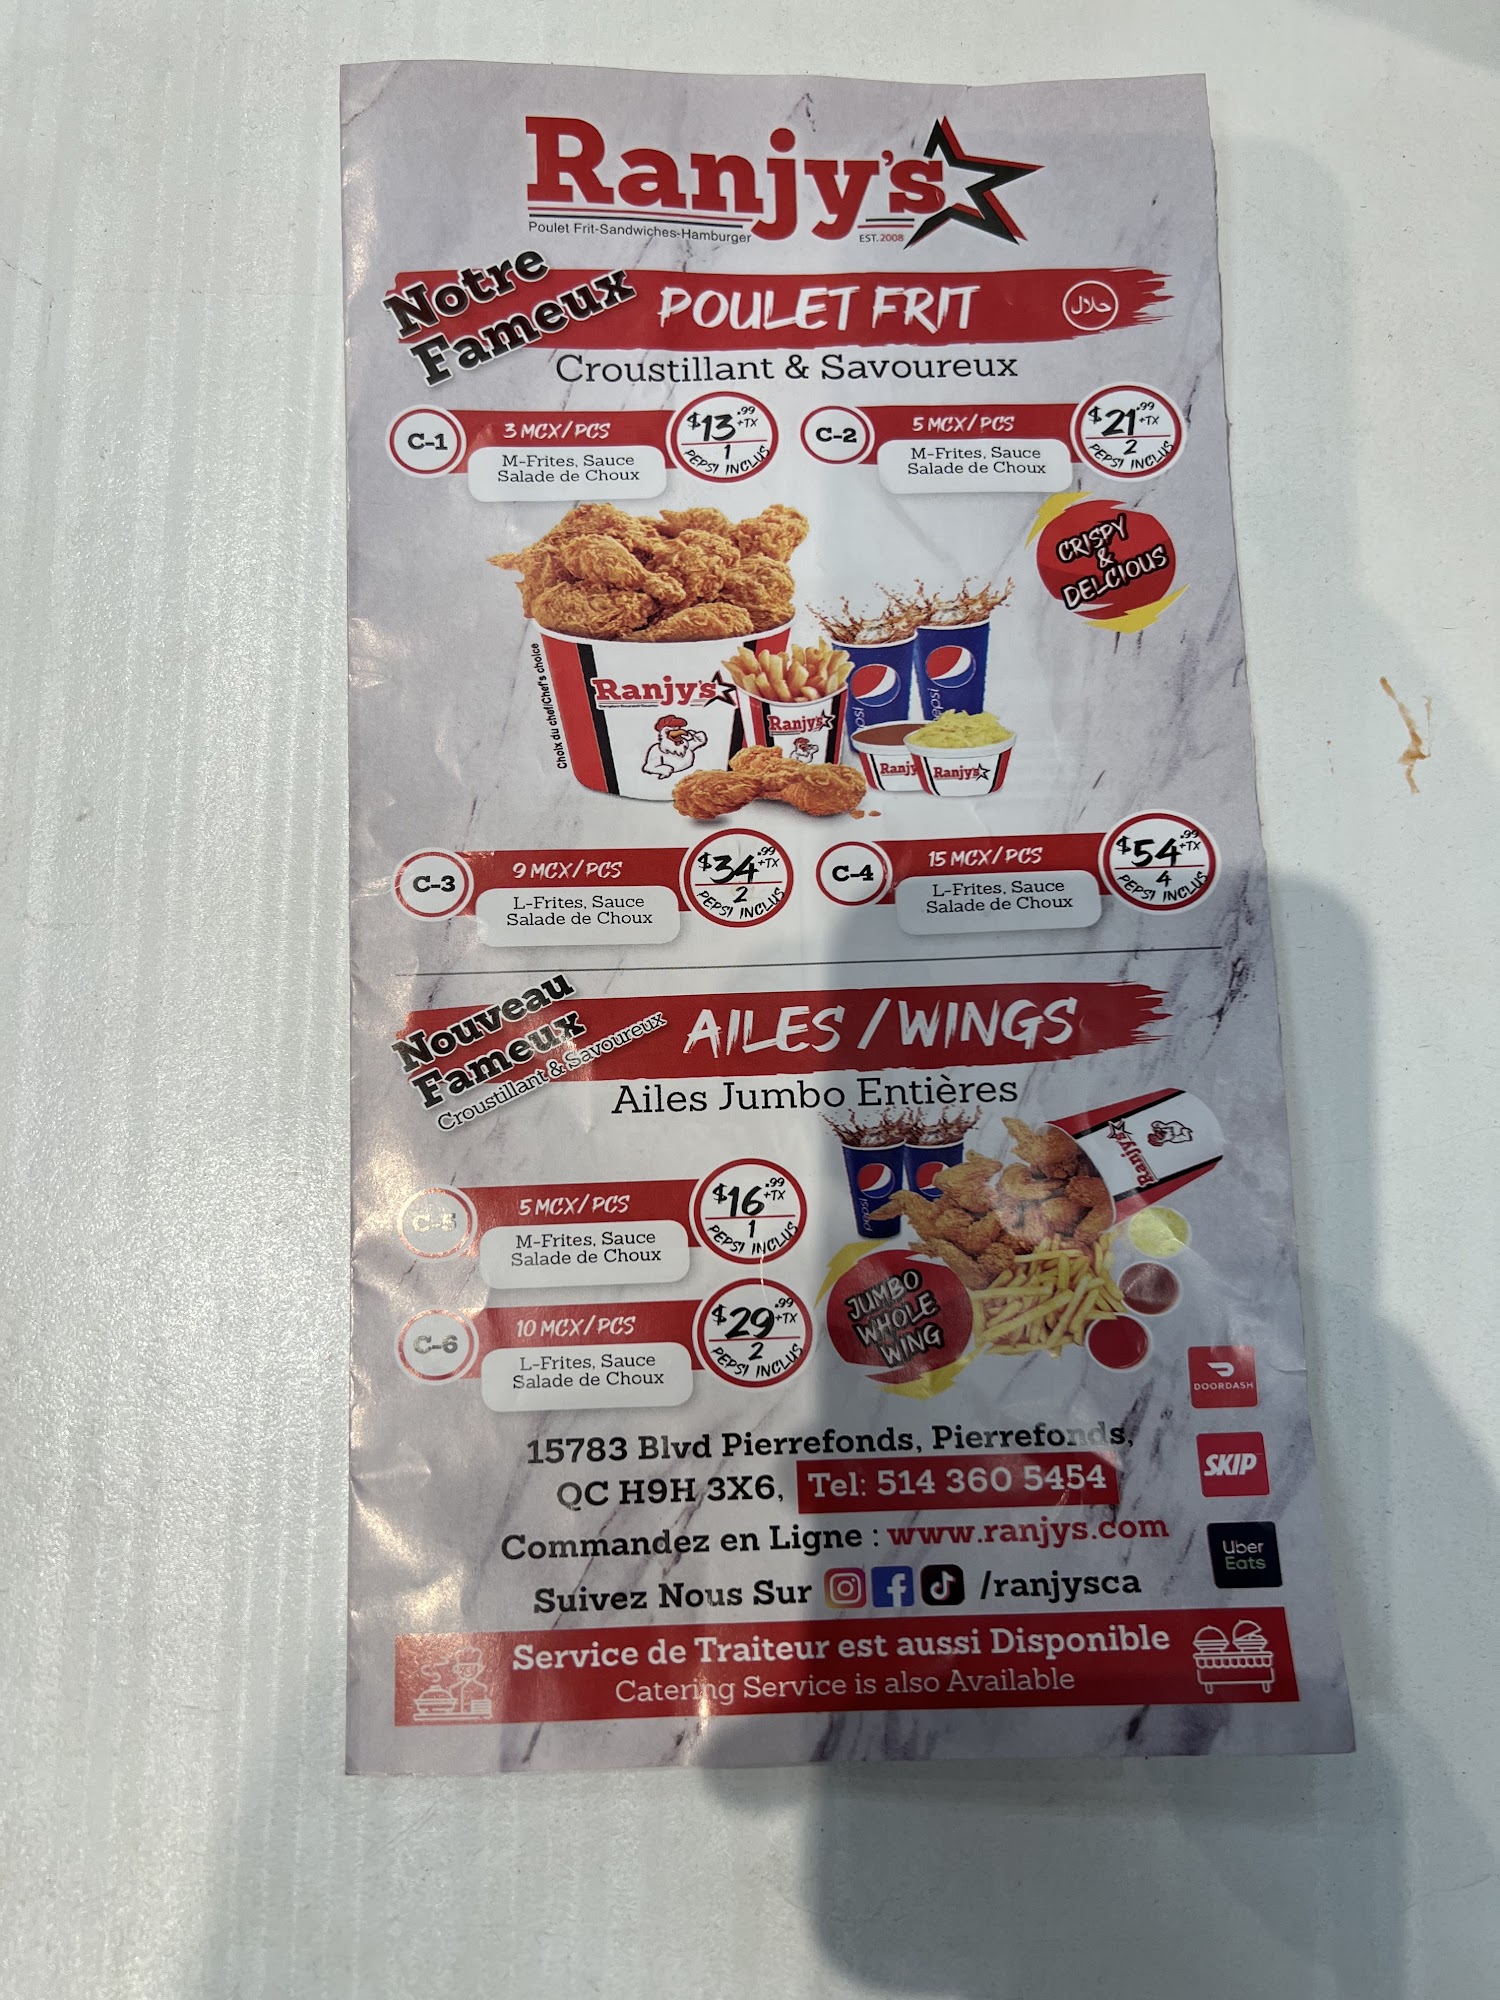 Ranjy's
Poulet Frit-Sandwiches-Hamburger
EST. 2008
Notre
Fameux
POULET FRIT
حلال
Croustillant & Savoureux
C-1
3 MCX/PCS
M-Frites, Sauce
Salade de Choux
$13.99 +TX
1
PEPSI INCLUS
C-2
5 MCX/PCS
M-Frites, Sauce
Salade de Choux
$21.99 +TX
2
PEPSI INCLUS
CRISPY
&
DELCIOUS
Choix du chef/Chef's choice
Ranjy's
Ranjy's
pepsi
pepsi
Ranjy
Ranjy's
C-3
9 MCX/PCS
L-Frites, Sauce
Salade de Choux
$34.99 +TX
2
PEPSI INCLUS
C-4
15 MCX/PCS
L-Frites, Sauce
Salade de Choux
$54.99 +TX
4
PEPSI INCLUS
Nouveau
Fameux
Croustillant & Savoureux
AILES / WINGS
Ailes Jumbo Entières
C-5
5 MCX/PCS
M-Frites, Sauce
Salade de Choux
$16.99 +TX
1
PEPSI INCLUS
pepsi
Ranjy's
C-6
10 MCX/PCS
L-Frites, Sauce
Salade de Choux
$29.99 +TX
2
PEPSI INCLUS
JUMBO
WHOLE
WING
DOORDASH
15783 Blvd Pierrefonds, Pierrefonds,
QC H9H 3X6, Tel: 514 360 5454
SKIP
Commandez en Ligne : www.ranjys.com
Uber
Eats
Suivez Nous Sur /ranjysca
Service de Traiteur est aussi Disponible
Catering Service is also Available